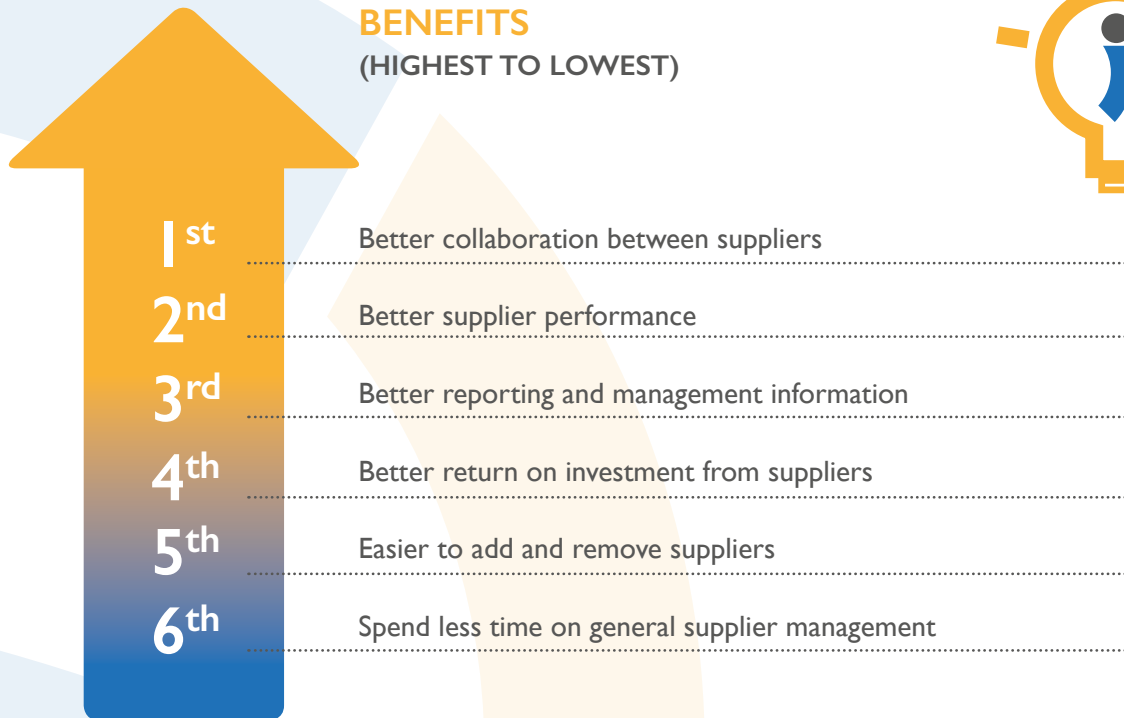 BENEFITS
(HIGHEST TO LOWEST)
1st Better collaboration between suppliers
2nd Better supplier performance
3rd Better reporting and management information
4th Better return on investment from suppliers
5th Easier to add and remove suppliers
6th Spend less time on general supplier management